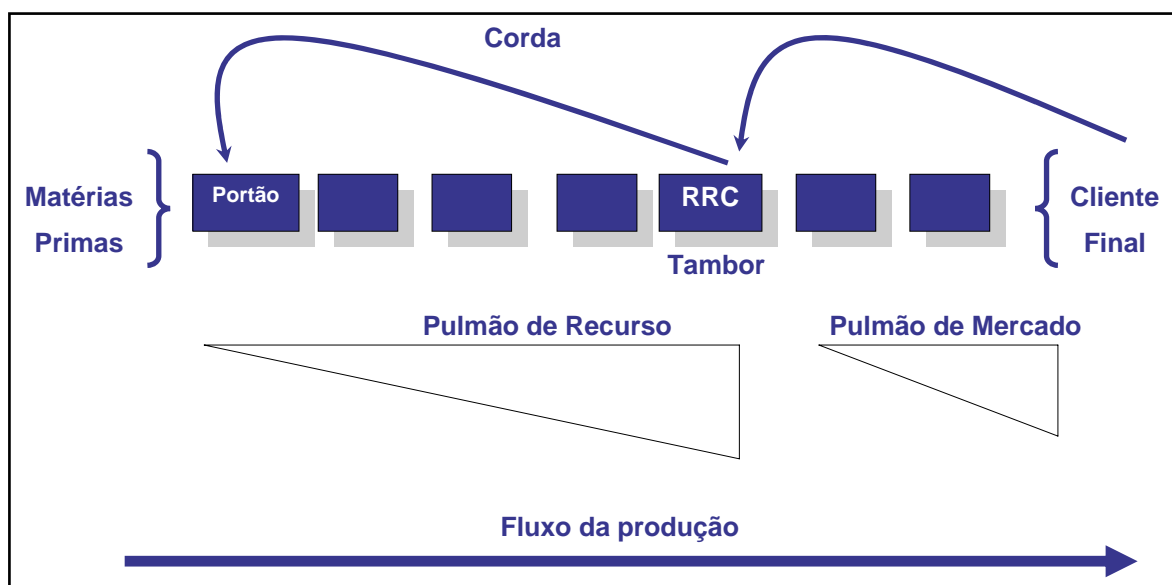 Corda
Matérias
Primas
Portão
RRC
Cliente
Final
Tambor
Pulmão de Recurso
Pulmão de Mercado
Fluxo da produção